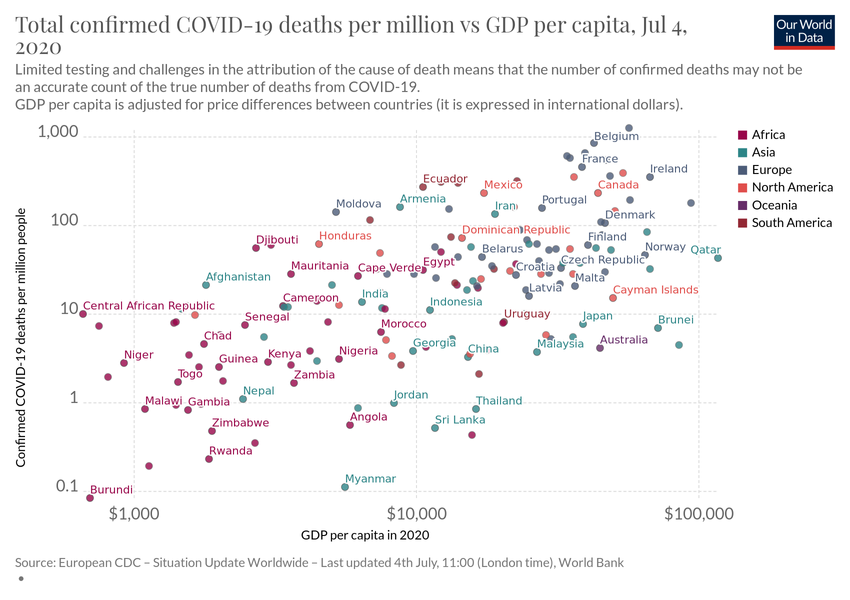 Total confirmed COVID-19 deaths per million vs GDP per capita, Jul 4,
2020
Our World
in Data
Limited testing and challenges in the attribution of the cause of death means that the number of confirmed deaths may not be
an accurate count of the true number of deaths from COVID-19.
GDP per capita is adjusted for price differences between countries (it is expressed in international dollars).
1,000
Belgium
Africa
Asia
France
Ireland
Europe
Ecuador
Mexico
Canada
North America
Moldova
Armenia
Iran
Portugal
Oceania
100
Denmark
South America
Djibouti
Honduras
Dominican Republic
Finland
Belarus
Norway
Qatar
Mauritania
Cape Verde
Egypt
Croatia
Czech Republic
Afghanistan
Malta
India
Latvia
Cameroon
Indonesia
Cayman Islands
Central African Republic
10
Senegal
Uruguay
Japan
Morocco
Brunei
Chad
Georgia
Malaysia
Australia
Niger
Guinea
Kenya
Nigeria
China
Togo
Zambia
Nepal
Malawi
Gambia
Jordan
Thailand
1
Zimbabwe
Angola
Sri Lanka
Rwanda
Myanmar
Burundi
0.1
$1,000
$10,000
$100,000
GDP per capita in 2020
Confirmed COVID-19 deaths per million people
Source: European CDC – Situation Update Worldwide – Last updated 4th July, 11:00 (London time), World Bank